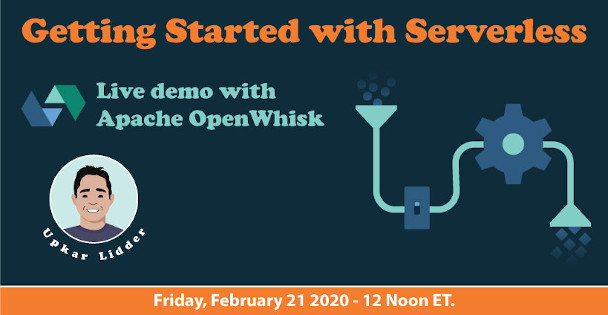 Getting Started with Serverless
Live demo with
Apache OpenWhisk
Upkar Lidder
Friday, February 21 2020 - 12 Noon ET.